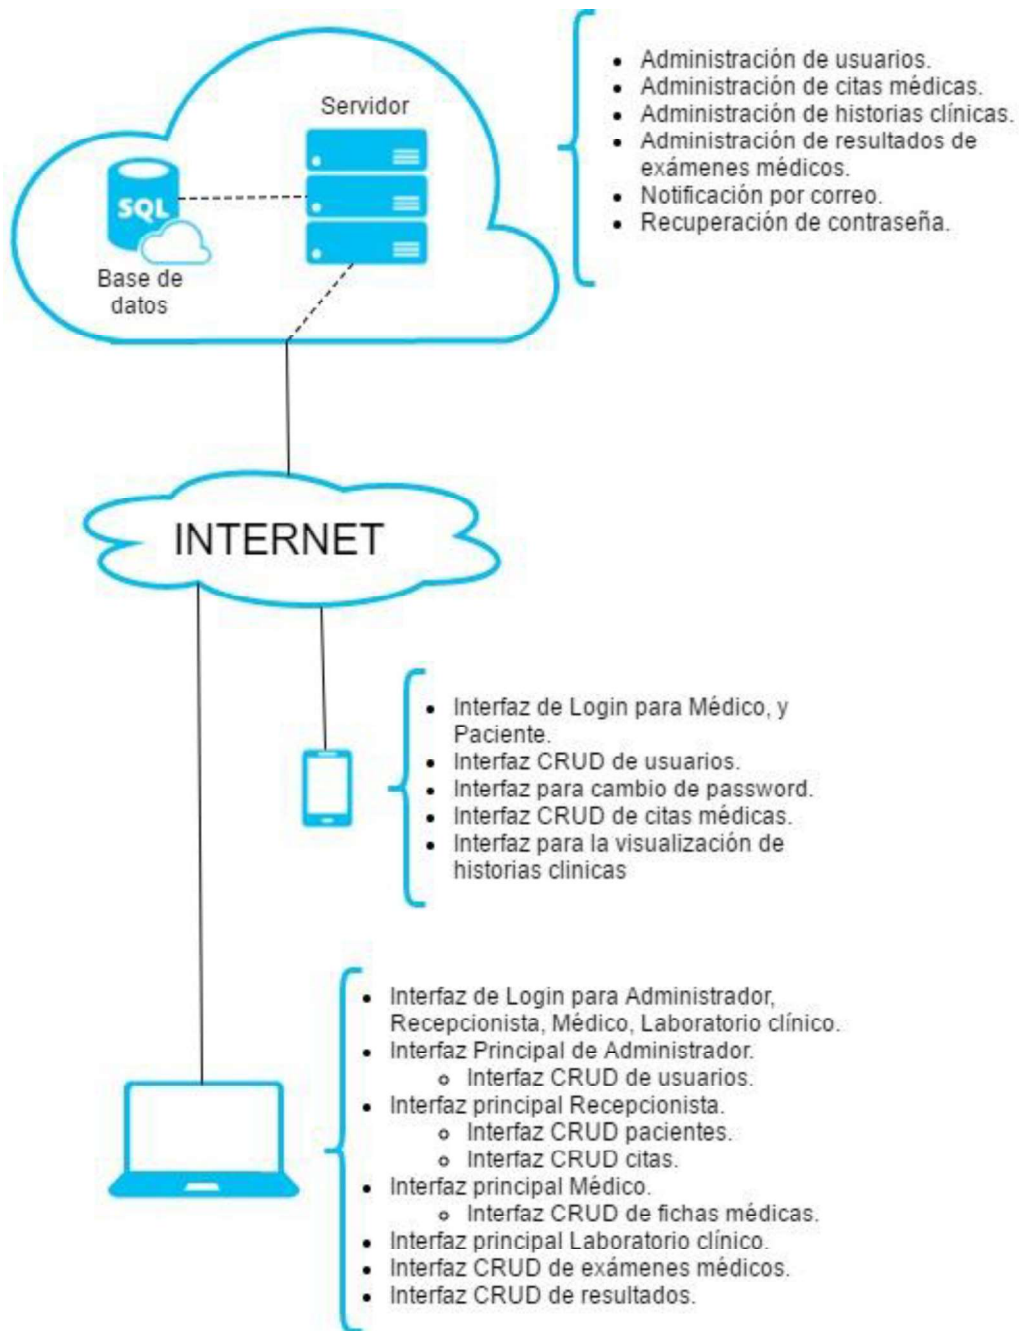 Servidor
SQL
Base de
datos
• Administración de usuarios.
• Administración de citas médicas.
• Administración de historias clínicas.
• Administración de resultados de
exámenes médicos.
• Notificación por correo.
• Recuperación de contraseña.
INTERNET
• Interfaz de Login para Médico, y
Paciente.
• Interfaz CRUD de usuarios.
• Interfaz para cambio de password.
• Interfaz CRUD de citas médicas.
• Interfaz para la visualización de
historias clinicas
• Interfaz de Login para Administrador,
Recepcionista, Médico, Laboratorio clínico.
• Interfaz Principal de Administrador.
o Interfaz CRUD de usuarios.
• Interfaz principal Recepcionista.
o Interfaz CRUD pacientes.
o Interfaz CRUD citas.
• Interfaz principal Médico.
o Interfaz CRUD de fichas médicas.
• Interfaz principal Laboratorio clínico.
• Interfaz CRUD de exámenes médicos.
• Interfaz CRUD de resultados.